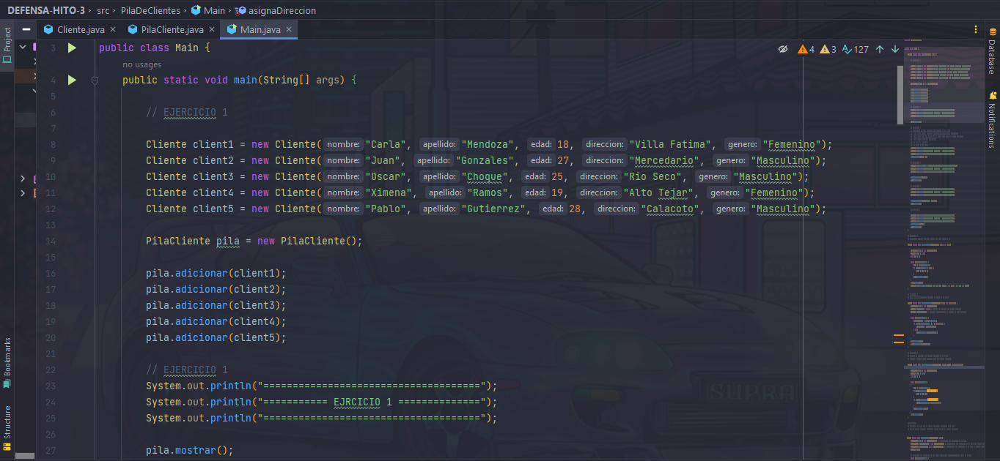 DEFENSA-HITO-3 › src › PilaDeClientes › Main › asignaDireccion
Project
Cliente.java ×
PilaCliente.java ×
Main.java ×
4 3 127
3 public class Main {
no usages
4 public static void main(String[] args) {
5
6 // EJERCICIO 1
7
8 Cliente client1 = new Cliente( nombre: "Carla", apellido: "Mendoza", edad: 18, direccion: "Villa Fatima", genero: "Femenino");
9 Cliente client2 = new Cliente( nombre: "Juan", apellido: "Gonzales", edad: 27, direccion: "Mercedario", genero: "Masculino");
10 Cliente client3 = new Cliente( nombre: "Oscar", apellido: "Choque", edad: 25, direccion: "Rio Seco", genero: "Masculino");
11 Cliente client4 = new Cliente( nombre: "Ximena", apellido: "Ramos", edad: 19, direccion: "Alto Tejar", genero: "Femenino");
12 Cliente client5 = new Cliente( nombre: "Pablo", apellido: "Gutierrez", edad: 28, direccion: "Calacoto", genero: "Masculino");
13
14 PilaCliente pila = new PilaCliente();
15
16 pila.adicionar(client1);
17 pila.adicionar(client2);
18 pila.adicionar(client3);
19 pila.adicionar(client4);
20 pila.adicionar(client5);
21
22 // EJERCICIO 1
23 System.out.println("=====================================");
24 System.out.println("=========== EJRCICIO 1 ==============");
25 System.out.println("=====================================");
26
27 pila.mostrar();
SUPRA
Bookmarks
Structure
Database
Notifications